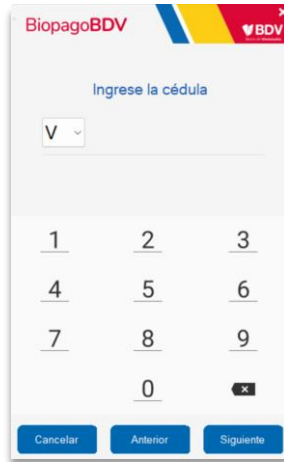 BiopagoBDV
BDV
Ingrese la cédula
V
1 2 3
4 5 6
7 8 9
0
Cancelar Anterior Siguiente